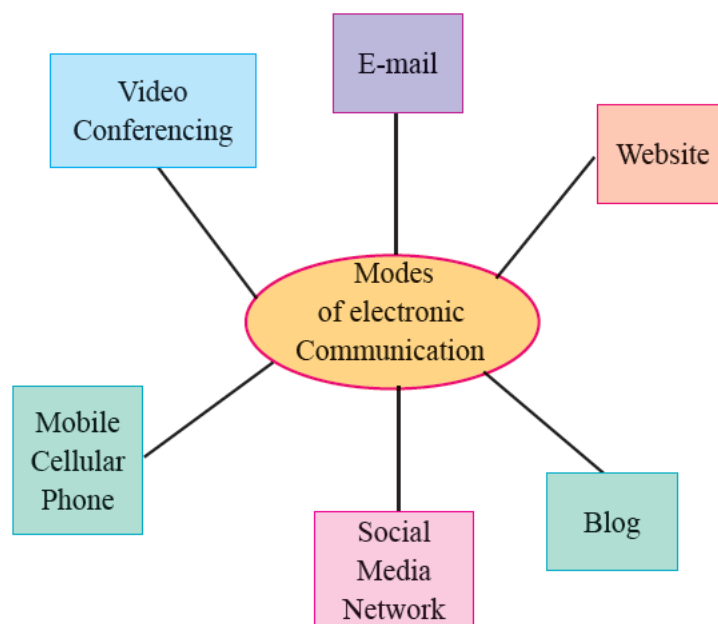 E-mail
Video
Conferencing
Website
Modes
of electronic
Communication
Mobile
Cellular
Phone
Blog
Social
Media
Network